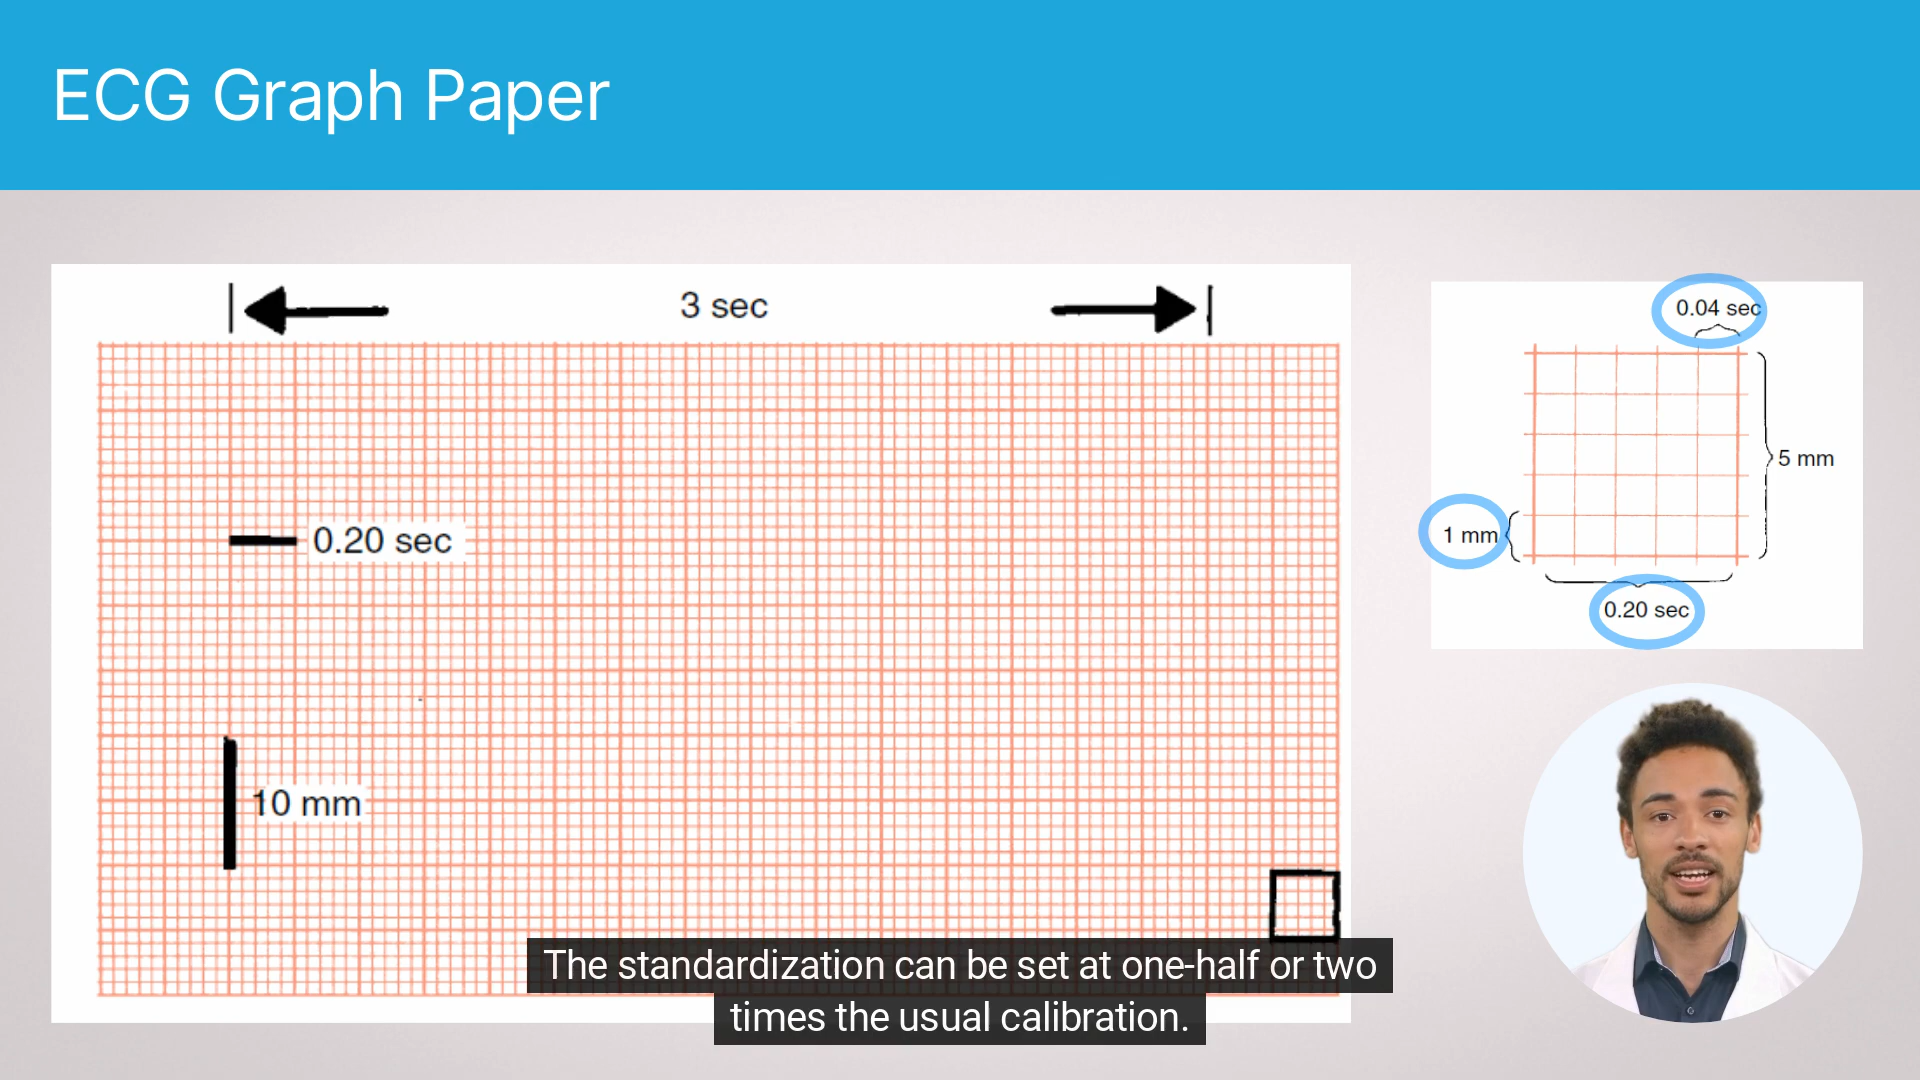 ECG Graph Paper
3 sec
0.20 sec
10 mm
0.04 sec
5 mm
1 mm
0.20 sec
The standardization can be set at one-half or two
times the usual calibration.